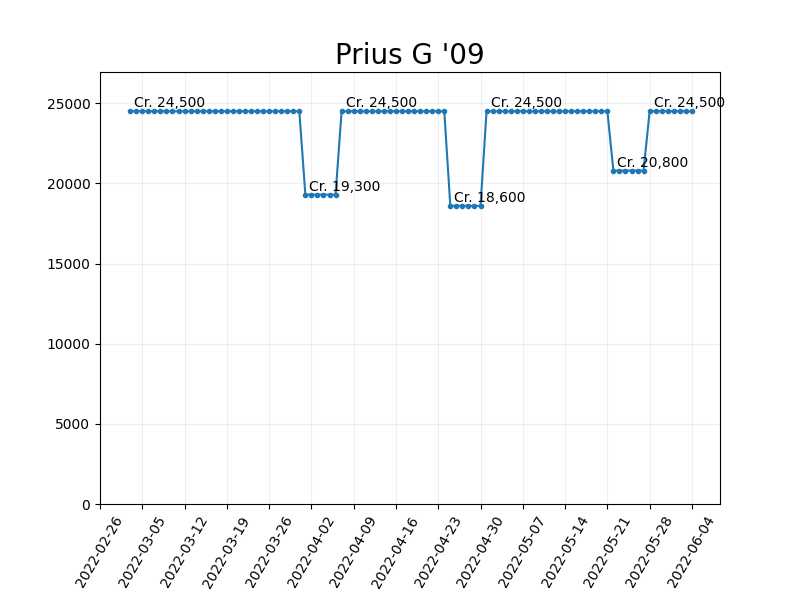 Prius G '09
25000
20000
15000
10000
5000
0
Cr. 24,500
Cr. 19,300
Cr. 24,500
Cr. 18,600
Cr. 24,500
Cr. 20,800
Cr. 24,500
2022-02-26
2022-03-05
2022-03-12
2022-03-19
2022-03-26
2022-04-02
2022-04-09
2022-04-16
2022-04-23
2022-04-30
2022-05-07
2022-05-14
2022-05-21
2022-05-28
2022-06-04